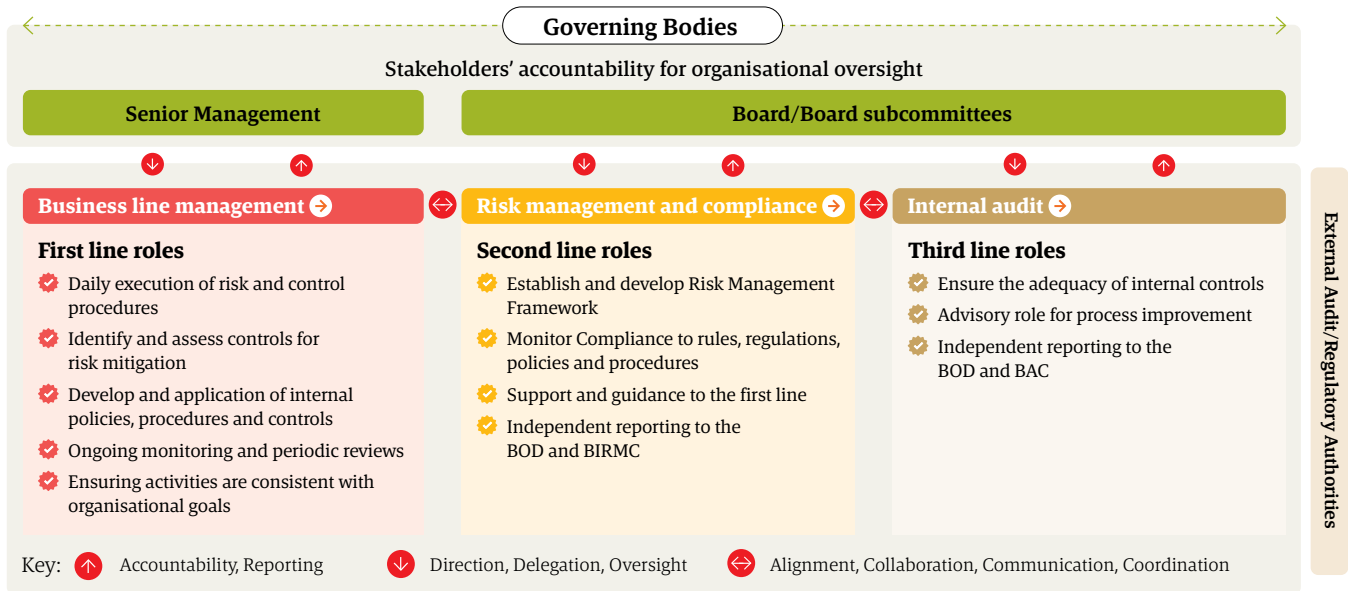 Governing Bodies
Stakeholders’ accountability for organisational oversight
Senior Management
Board/Board subcommittees
Business line management
First line roles
Daily execution of risk and control
procedures
Identify and assess controls for
risk mitigation
Develop and application of internal
policies, procedures and controls
Ongoing monitoring and periodic reviews
Ensuring activities are consistent with
organisational goals
Risk management and compliance
Second line roles
Establish and develop Risk Management
Framework
Monitor Compliance to rules, regulations,
policies and procedures
Support and guidance to the first line
Independent reporting to the
BOD and BIRMC
Internal audit
Third line roles
Ensure the adequacy of internal controls
Advisory role for process improvement
Independent reporting to the
BOD and BAC
External Audit/Regulatory Authorities
Key:
Accountability, Reporting
Direction, Delegation, Oversight
Alignment, Collaboration, Communication, Coordination